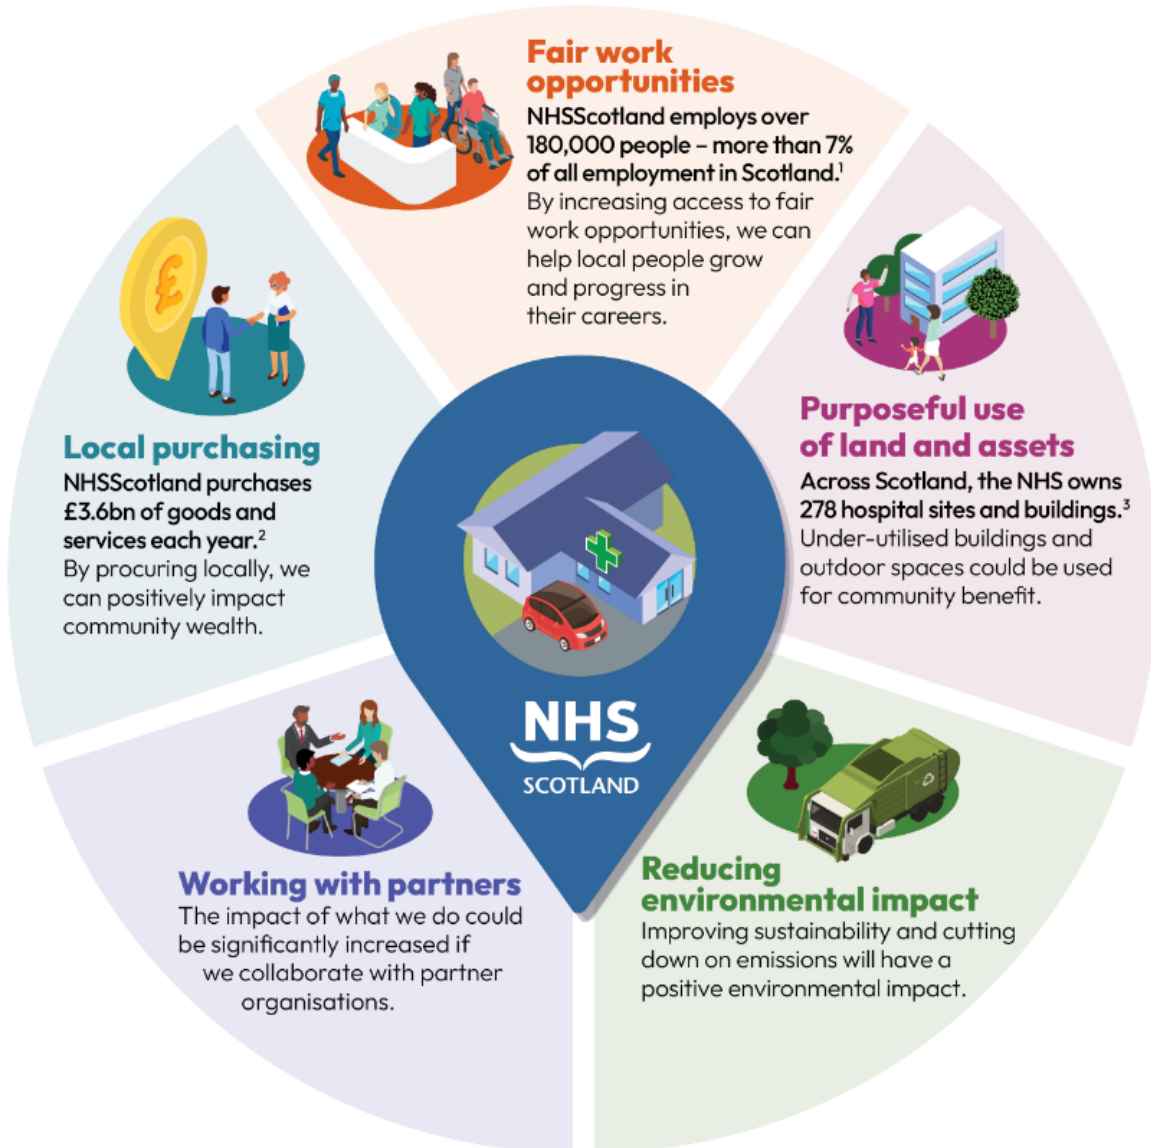 Fair work
opportunities
NHSScotland employs over
180,000 people – more than 7%
of all employment in Scotland.¹
By increasing access to fair
work opportunities, we can
help local people grow
and progress in
their careers.
Purposeful use
of land and assets
Across Scotland, the NHS owns
278 hospital sites and buildings.³
Under-utilised buildings and
outdoor spaces could be used
for community benefit.
Reducing
environmental impact
Improving sustainability and cutting
down on emissions will have a
positive environmental impact.
Working with partners
The impact of what we do could
be significantly increased if
we collaborate with partner
organisations.
£
Local purchasing
NHSScotland purchases
£3.6bn of goods and
services each year.²
By procuring locally, we
can positively impact
community wealth.
NHS
SCOTLAND